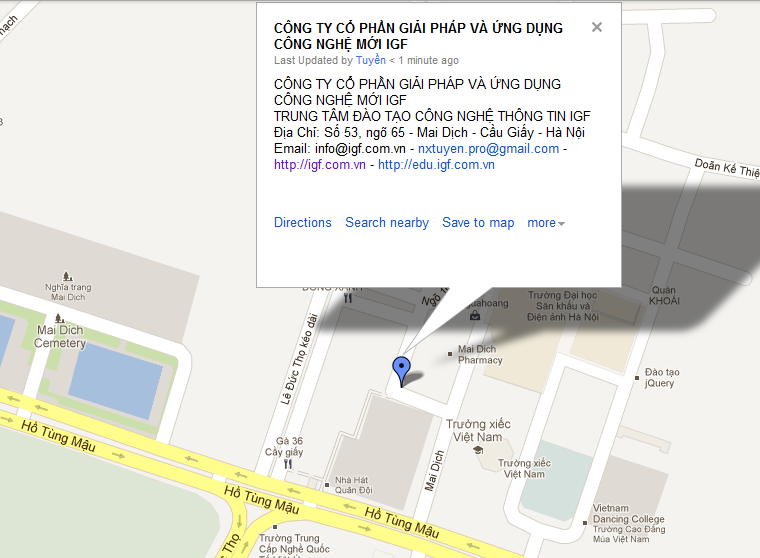 CÔNG TY CỔ PHẦN GIẢI PHÁP VÀ ỨNG DỤNG
CÔNG NGHỆ MỚI IGF
Last Updated by Tuyền < 1 minute ago
CÔNG TY CỔ PHẦN GIẢI PHÁP VÀ ỨNG DỤNG
CÔNG NGHỆ MỚI IGF
TRUNG TÂM ĐÀO TẠO CÔNG NGHỆ THÔNG TIN IGF
Địa Chỉ: Số 53, ngõ 65 - Mai Dịch - Cầu Giấy - Hà Nội
Email: info@igf.com.vn - nxtuyen.pro@gmail.com -
http://igf.com.vn - http://edu.igf.com.vn
Directions Search nearby Save to map more
Doãn Kế Thiệ
Nghĩa trang
Mai Dịch
Mai Dich
Cemetery
Lê Đức Thọ kéo dài
Ngõ
Trường Đại học
Sân khấu và
Điện ảnh Hà Nội
Quán
KHOÁI
Mai Dich
Pharmacy
Đào tạo
jQuery
Trường xiếc
Việt Nam
Trường xiếc
Việt Nam
Mai Dịch
Gà 36
Cầy giấy
Nhà Hát
Quân Đội
Hồ Tùng Mậu
Hồ Tùng Mậu
Hồ Tùng Mậu
Vietnam
Dancing College
Trường Cao Đẳng
Múa Việt Nam
Trường Trung
Cấp Nghề Quốc
Thọ